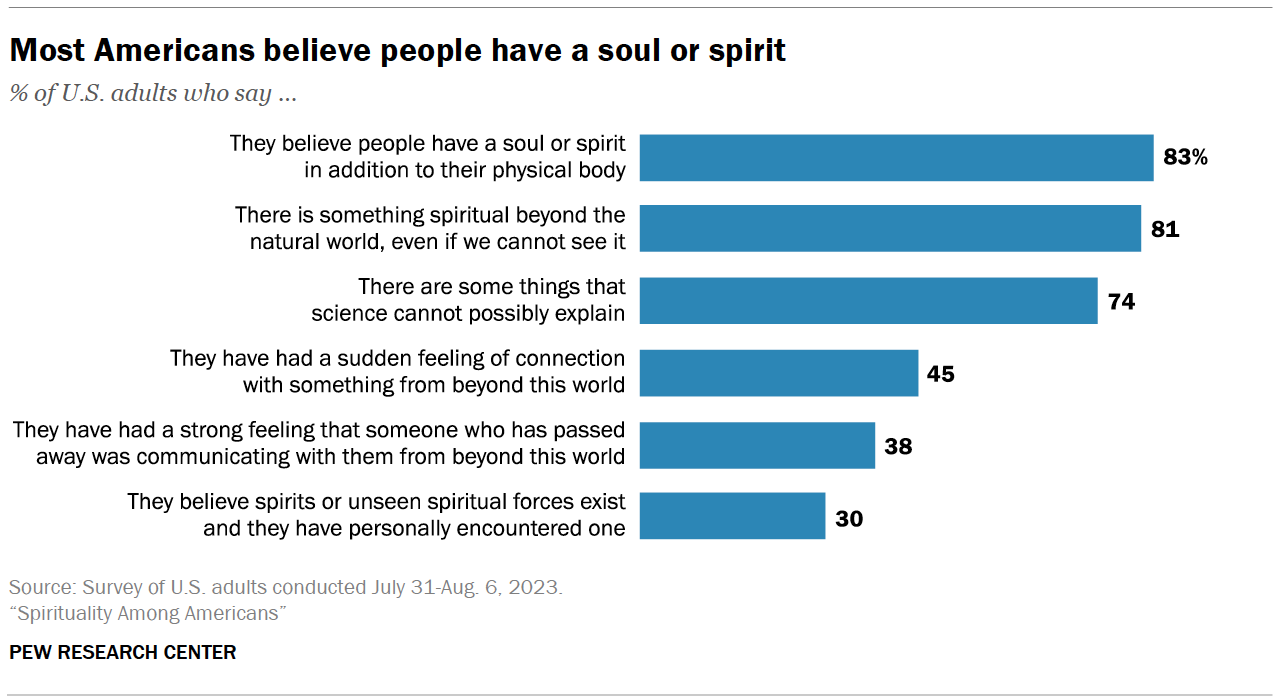 Most Americans believe people have a soul or spirit
% of U.S. adults who say ...
They believe people have a soul or spirit
in addition to their physical body
83%
There is something spiritual beyond the
natural world, even if we cannot see it
81
There are some things that
science cannot possibly explain
74
They have had a sudden feeling of connection
with something from beyond this world
45
They have had a strong feeling that someone who has passed
away was communicating with them from beyond this world
38
They believe spirits or unseen spiritual forces exist
and they have personally encountered one
30
Source: Survey of U.S. adults conducted July 31-Aug. 6, 2023.
“Spirituality Among Americans”
PEW RESEARCH CENTER